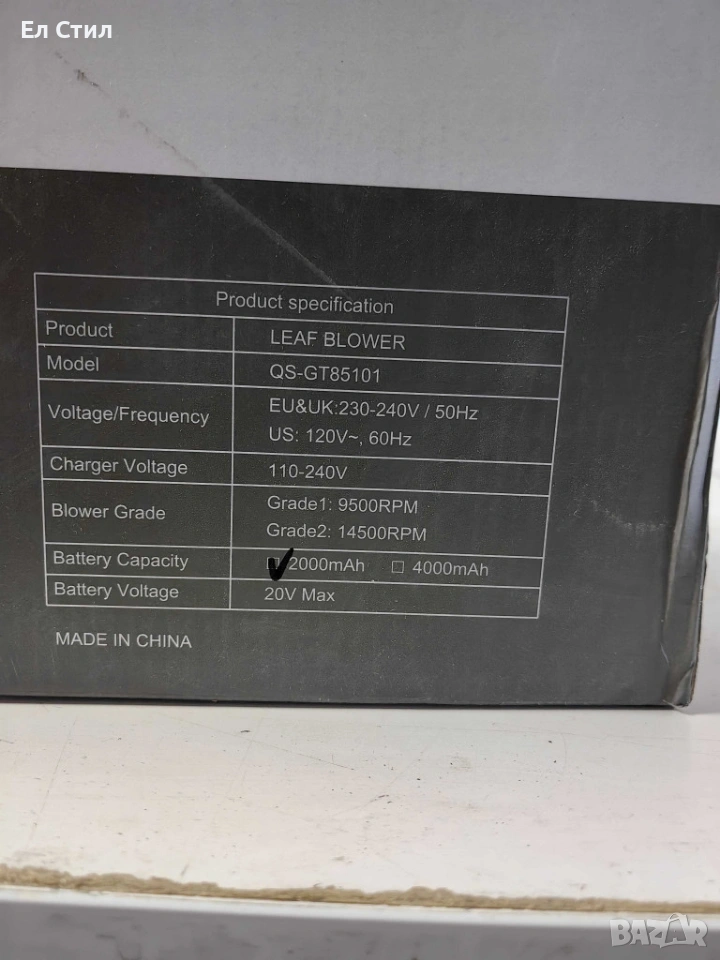 Ел Стил
Product specification
Product LEAF BLOWER
Model QS-GT85101
Voltage/Frequency EU&UK:230-240V / 50Hz
US: 120V~, 60Hz
Charger Voltage 110-240V
Blower Grade Grade1: 9500RPM
Grade2: 14500RPM
Battery Capacity ☑2000mAh ☐ 4000mAh
Battery Voltage 20V Max
MADE IN CHINA
BAZAR